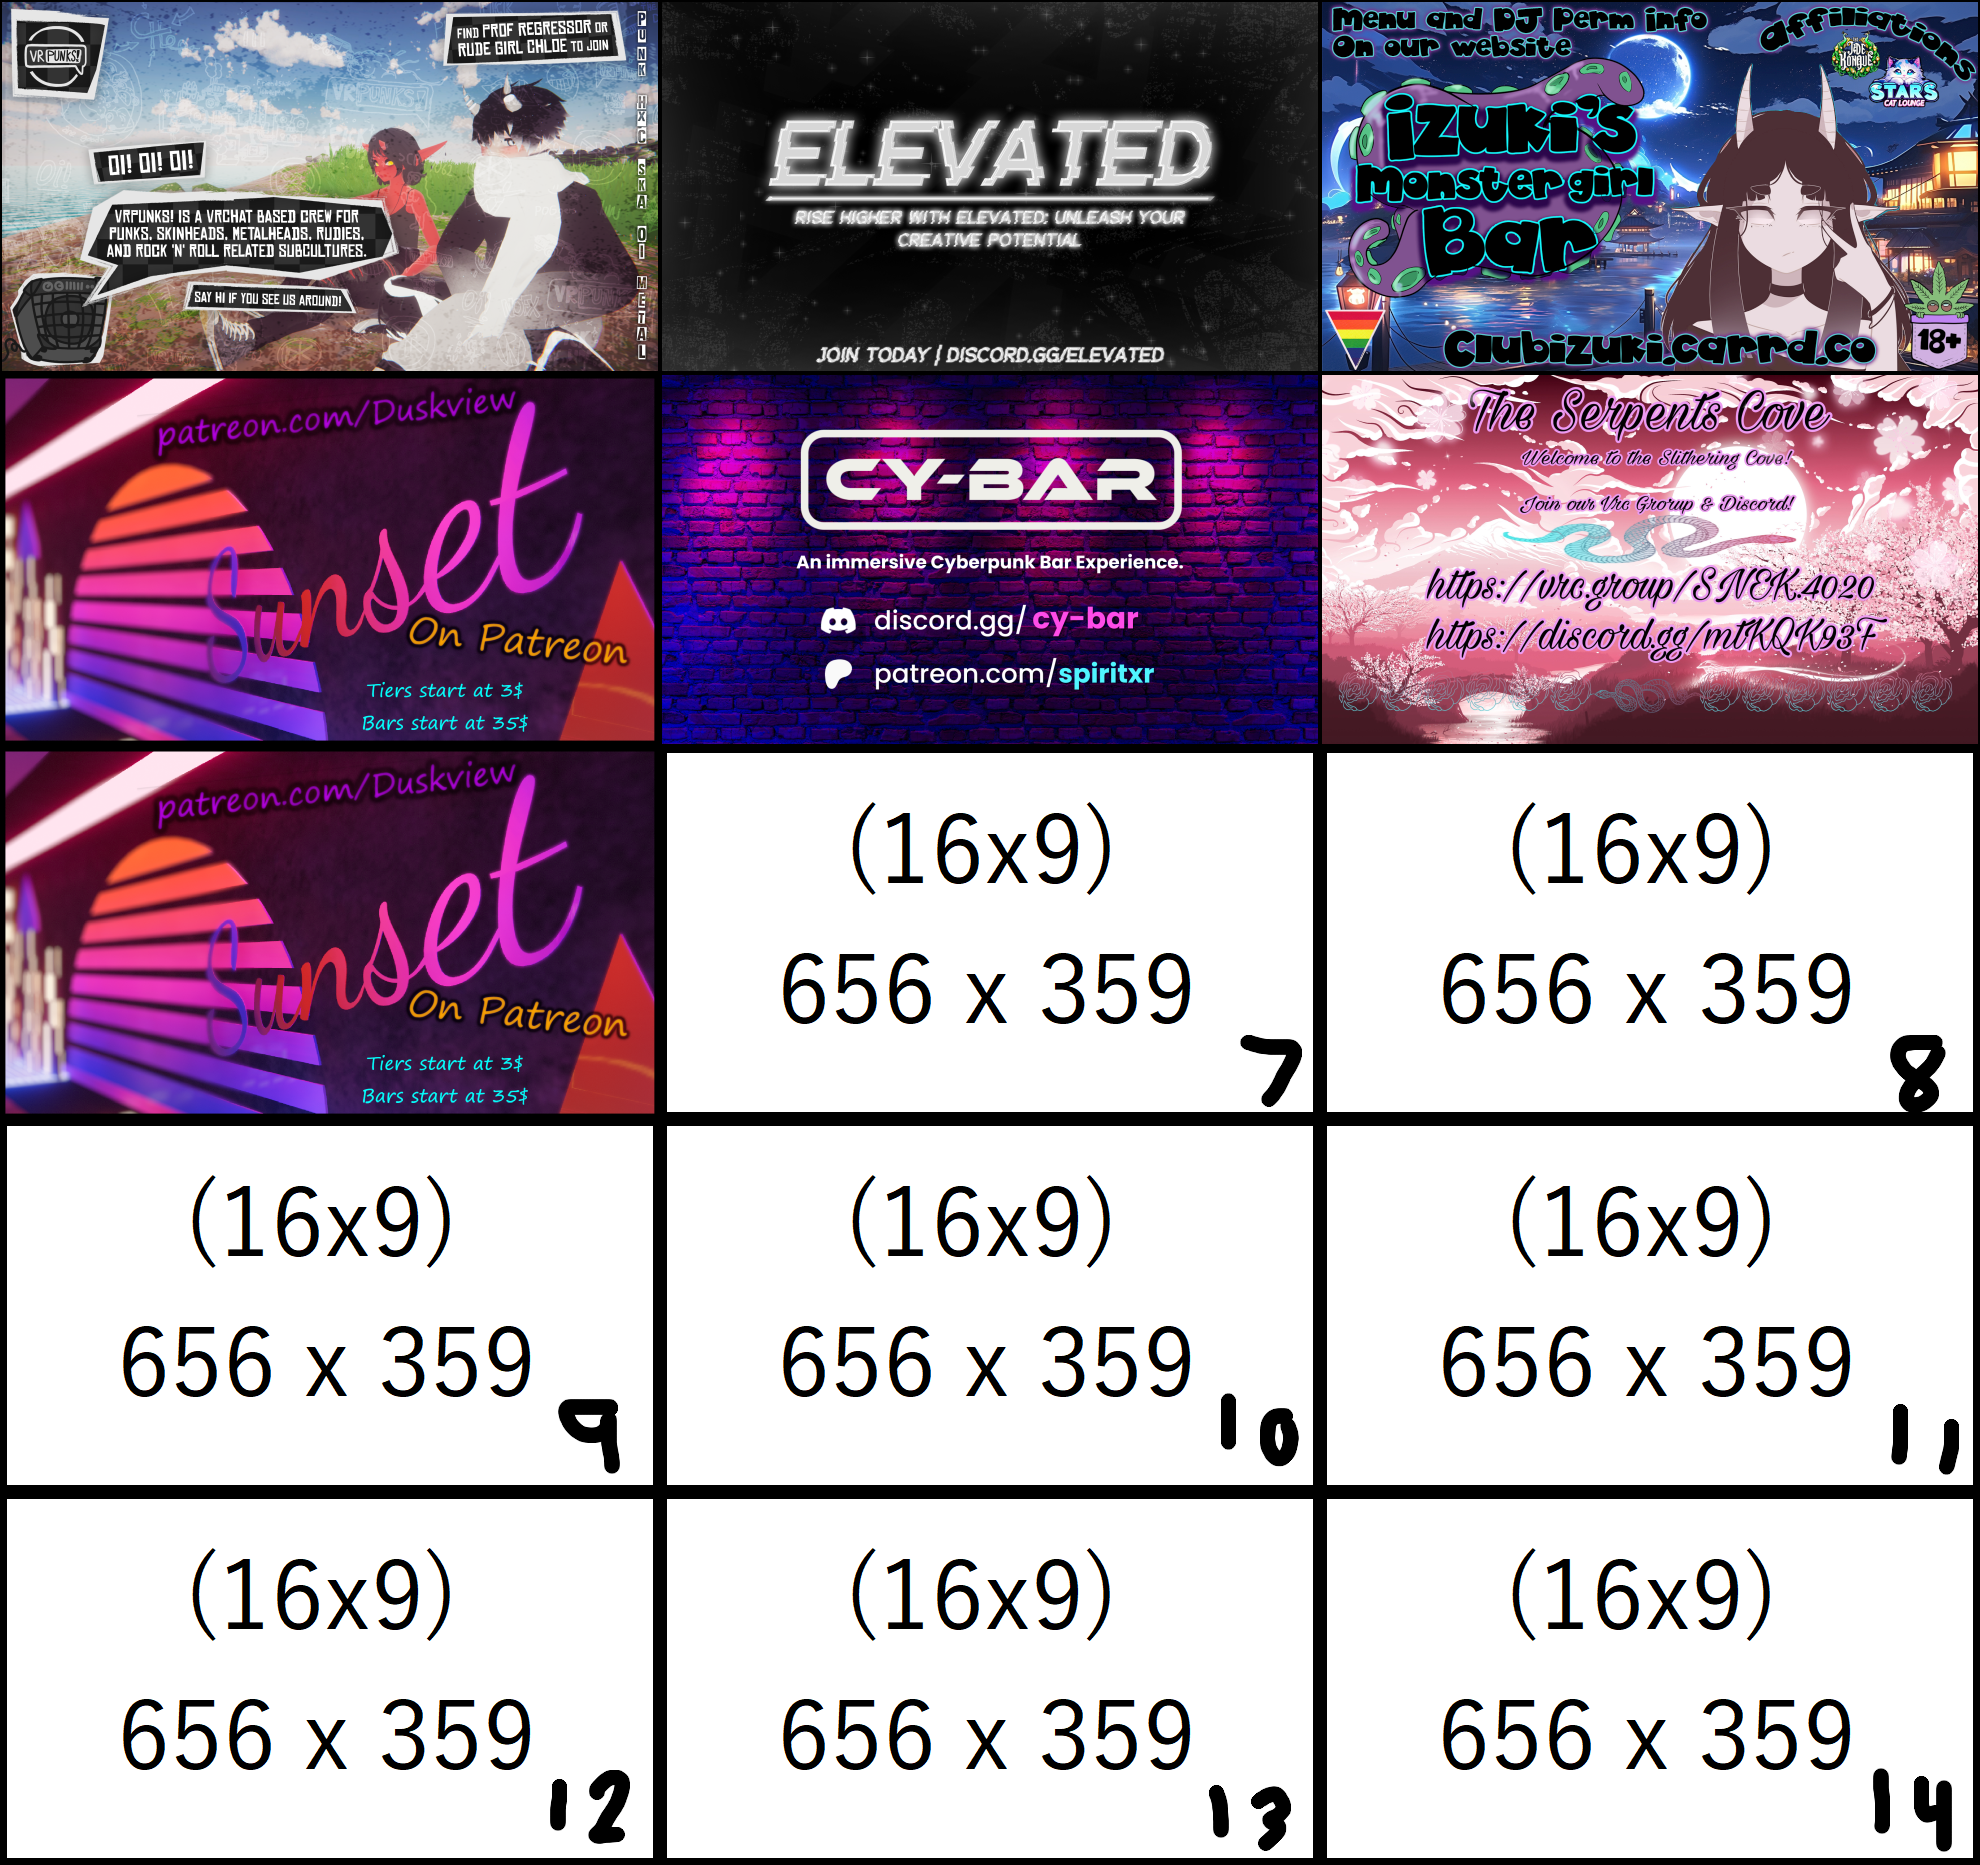 VR PUNKS!
FIND PROF REGRESSOR OR
RUDE GIRL CHLOE TO JOIN
PUNK HXC SKA OI METAL
OI! OI! OI!
VRPUNKS! IS A VRCHAT BASED CREW FOR
PUNKS, SKINHEADS, METALHEADS, RUDIES,
AND ROCK 'N' ROLL RELATED SUBCULTURES.
SAY HI IF YOU SEE US AROUND!
ELEVATED
RISE HIGHER WITH ELEVATED: UNLEASH YOUR
CREATIVE POTENTIAL
JOIN TODAY | DISCORD.GG/ELEVATED
Menu and DJ Perm info
On our website
Affiliations
JADE KONGUE
STARS
CAT LOUNGE
izuki's
Monster girl
Bar
18+
Clubizuki.carrd.co
patreon.com/Duskview
Sunset
On Patreon
Tiers start at 3$
Bars start at 35$
CY-BAR
An immersive Cyberpunk Bar Experience.
discord.gg/cy-bar
patreon.com/spiritxr
The Serpents Cove
Welcome to the Slithering Cove!
Join our Vrc Grorup & Discord!
https://vrc.group/SNEK.4020
https://discord.gg/mtKQK93F
patreon.com/Duskview
Sunset
On Patreon
Tiers start at 3$
Bars start at 35$
(16x9)
656 x 359
7
(16x9)
656 x 359
8
(16x9)
656 x 359
9
(16x9)
656 x 359
10
(16x9)
656 x 359
11
(16x9)
656 x 359
12
(16x9)
656 x 359
13
(16x9)
656 x 359
14